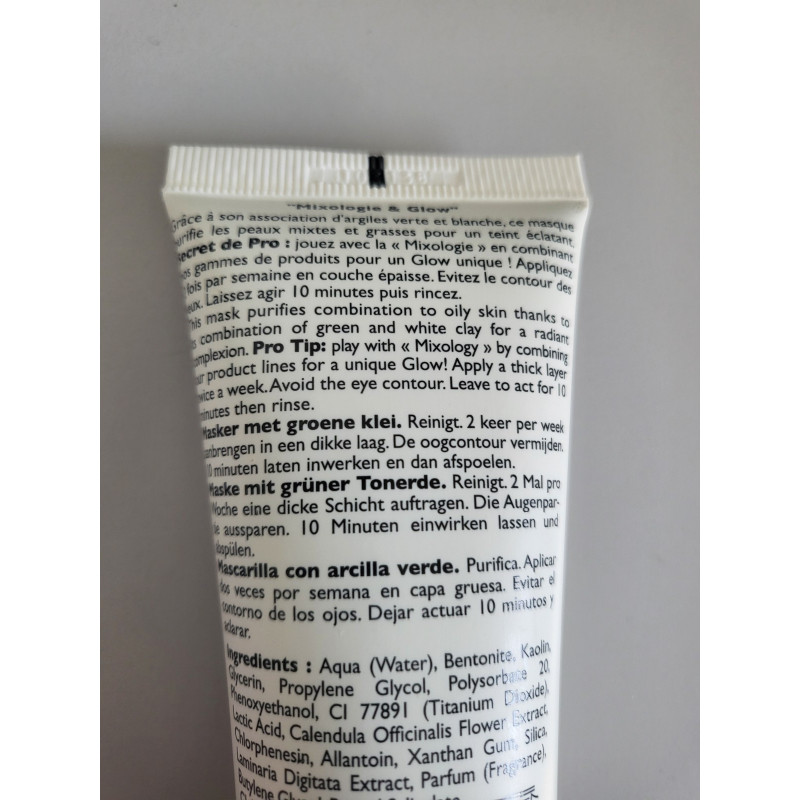 "Mixologie & Glow"
Grâce à son association d'argiles verte et blanche, ce masque
purifie les peaux mixtes et grasses pour un teint éclatant.
Secret de Pro : jouez avec la « Mixologie » en combinant
nos gammes de produits pour un Glow unique ! Appliquez
fois par semaine en couche épaisse. Evitez le contour des
yeux. Laissez agir 10 minutes puis rincez.
This mask purifies combination to oily skin thanks to
its combination of green and white clay for a radiant
complexion. Pro Tip: play with « Mixology » by combining
our product lines for a unique Glow! Apply a thick layer
twice a week. Avoid the eye contour. Leave to act for 10
minutes then rinse.
Masker met groene klei. Reinigt. 2 keer per week
aanbrengen in een dikke laag. De oogcontour vermijden.
10 minuten laten inwerken en dan afspoelen.
Maske mit grüner Tonerde. Reinigt. 2 Mal pro
Woche eine dicke Schicht auftragen. Die Augenpar-
tie aussparen. 10 Minuten einwirken lassen und
abspülen.
Mascarilla con arcilla verde. Purifica. Aplicar
dos veces por semana en capa gruesa. Evitar el
contorno de los ojos. Dejar actuar 10 minutos y
aclarar.
Ingredients : Aqua (Water), Bentonite, Kaolin,
Glycerin, Propylene Glycol, Polysorbate 20,
Phenoxyethanol, CI 77891 (Titanium Dioxide),
Lactic Acid, Calendula Officinalis Flower Extract,
Chlorphenesin, Allantoin, Xanthan Gum, Silica,
Laminaria Digitata Extract, Parfum (Fragrance),
Butylene Glycol,